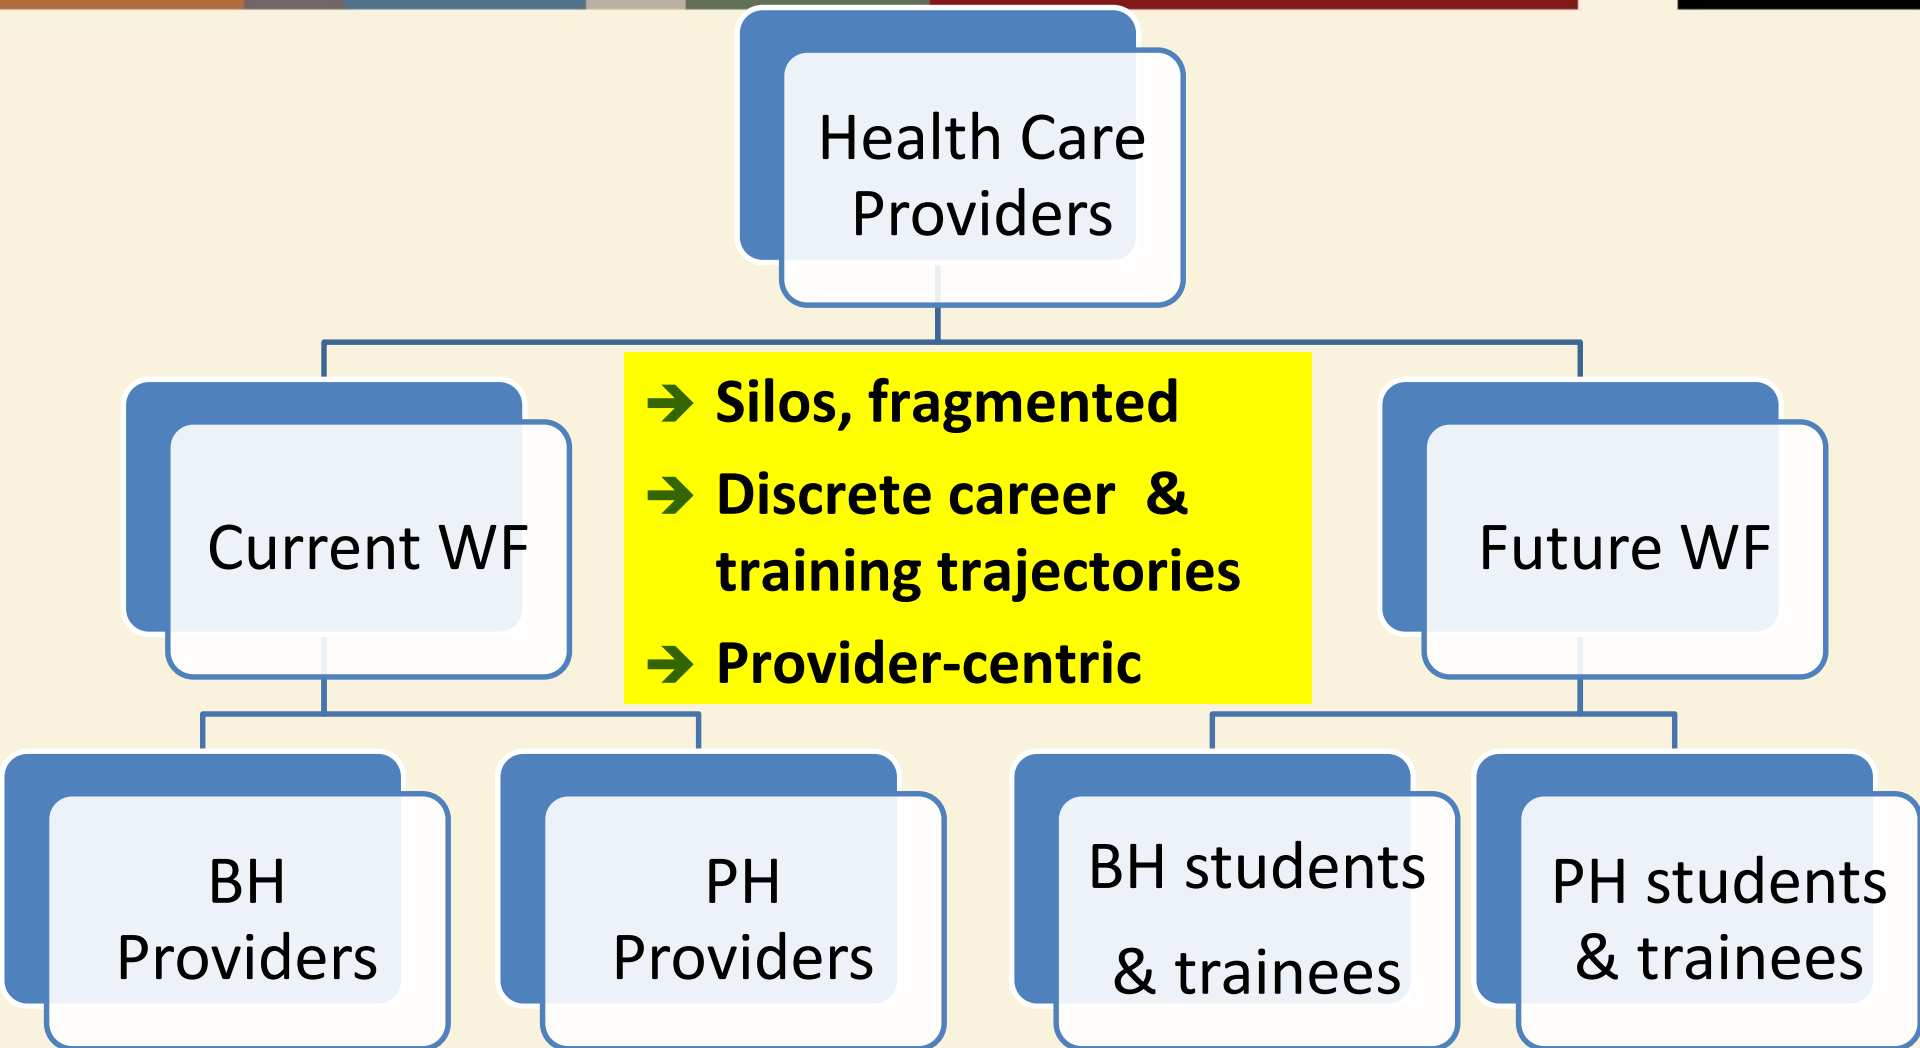 Health Care
Providers
➔ Silos, fragmented
➔ Discrete career &
training trajectories
➔ Provider-centric
Current WF
Future WF
BH
Providers
PH
Providers
BH students
& trainees
PH students
& trainees